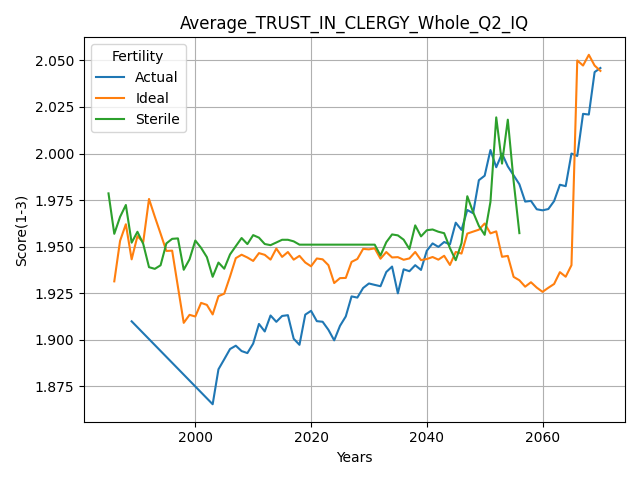 Average_TRUST_IN_CLERGY_Whole_Q2_IQ
Fertility
Actual
Ideal
Sterile
2.050
2.025
2.000
1.975
1.950
1.925
1.900
1.875
Score(1-3)
2000 2020 2040 2060
Years